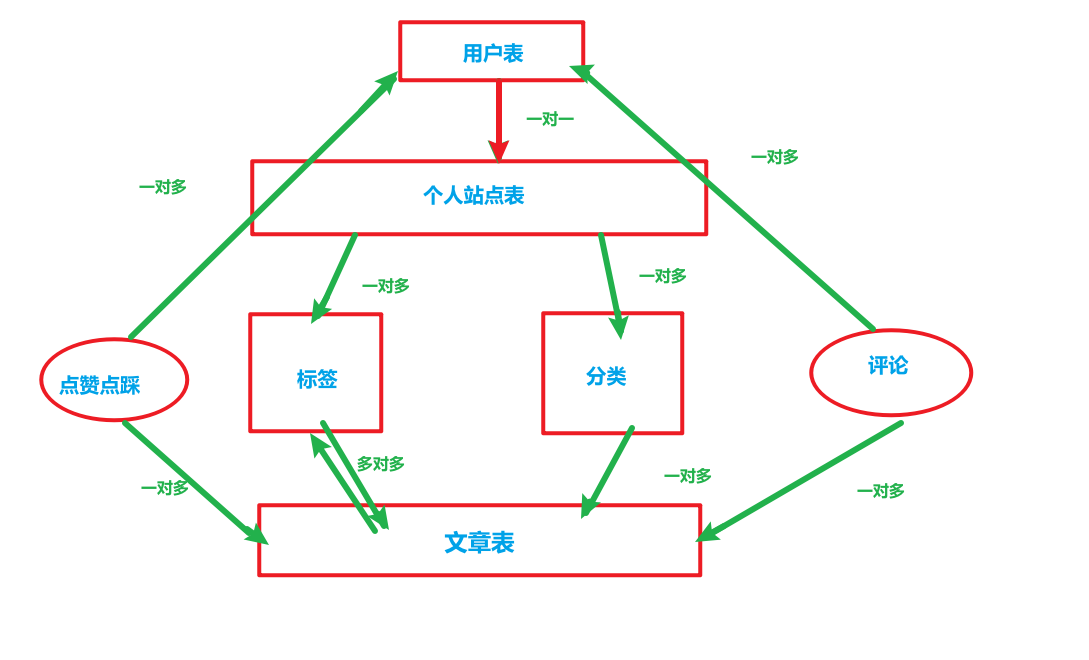 用户表
一对一
一对多
一对多
个人站点表
一对多
一对多
点赞点踩
标签
分类
评论
多对多
一对多
一对多
一对多
文章表